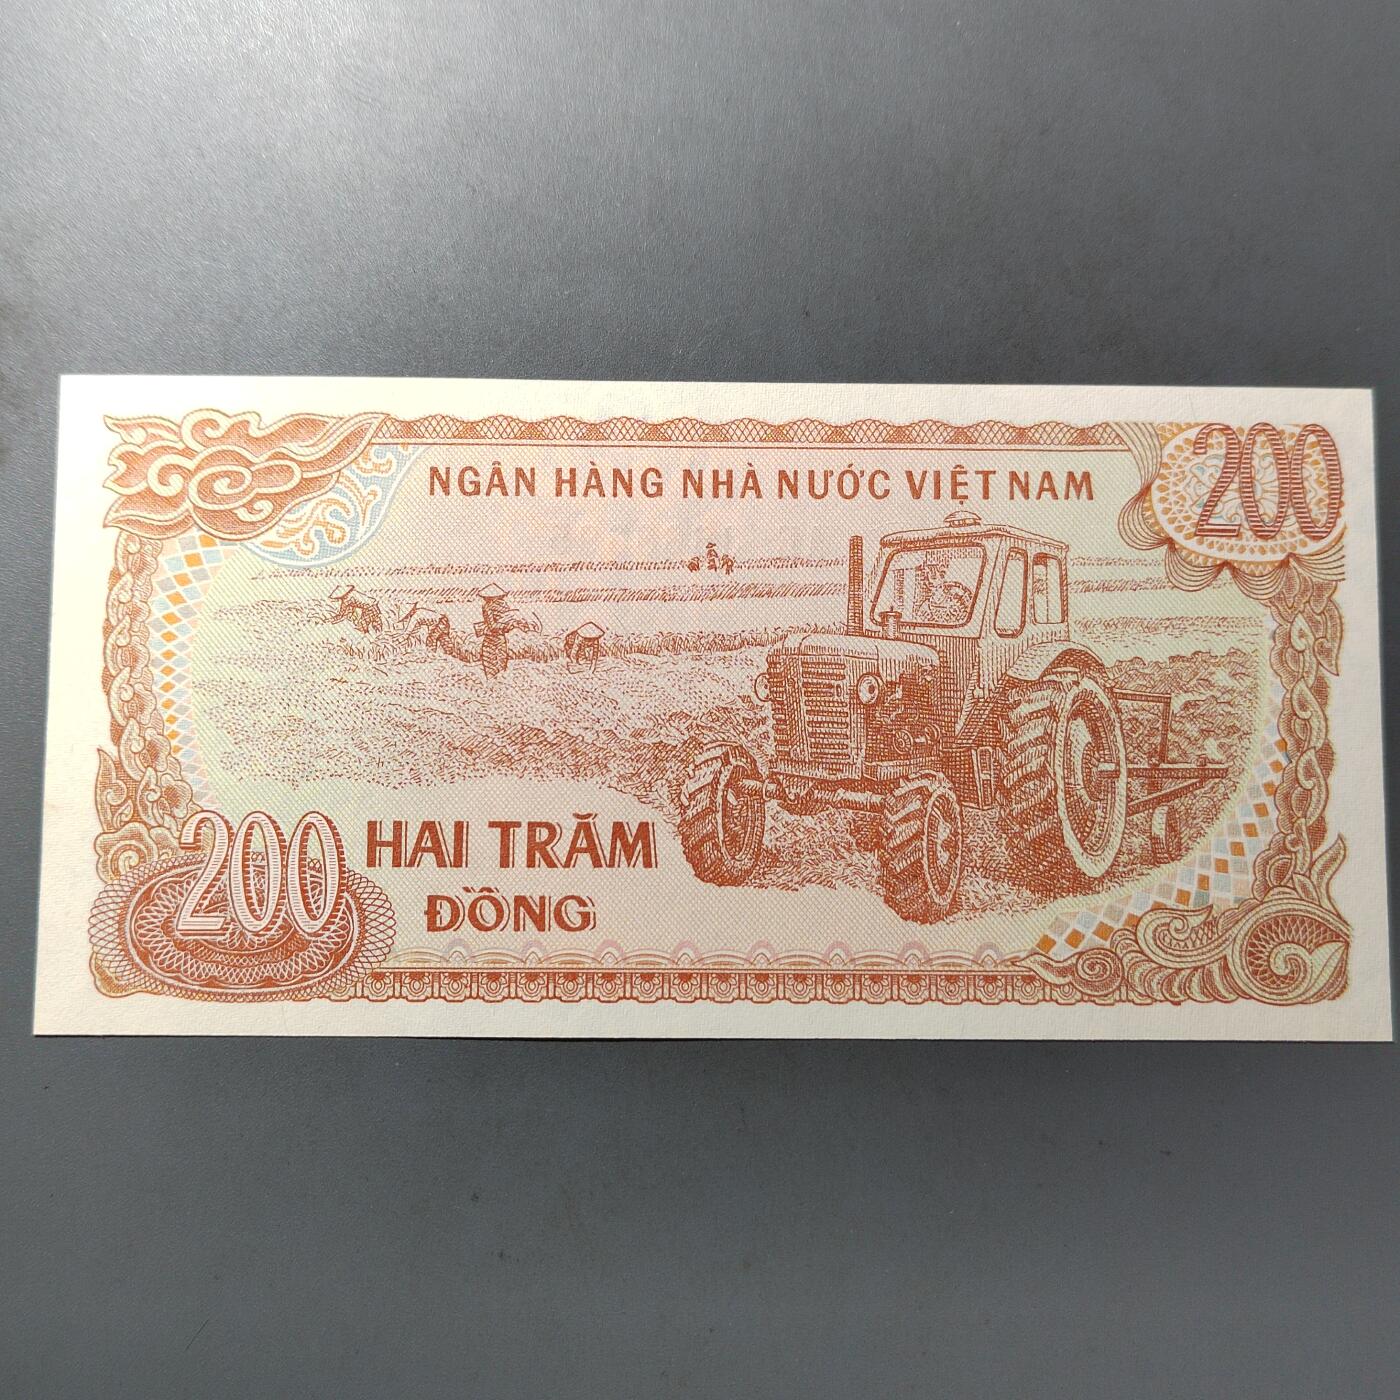 NGÂN HÀNG NHÀ NƯỚC VIỆT NAM
200
200
HAI TRĂM
ĐỒNG